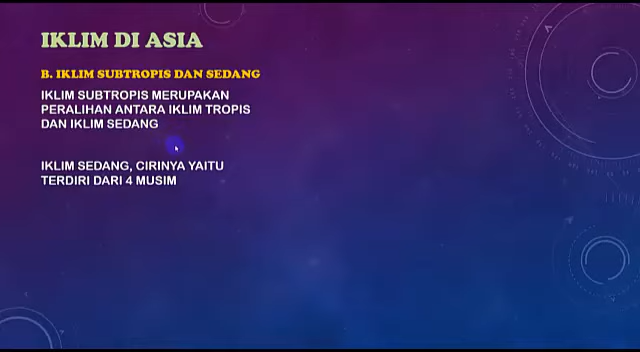 IKLIM DI ASIA
B. IKLIM SUBTROPIS DAN SEDANG
IKLIM SUBTROPIS MERUPAKAN
PERALIHAN ANTARA IKLIM TROPIS
DAN IKLIM SEDANG
IKLIM SEDANG, CIRINYA YAITU
TERDIRI DARI 4 MUSIM